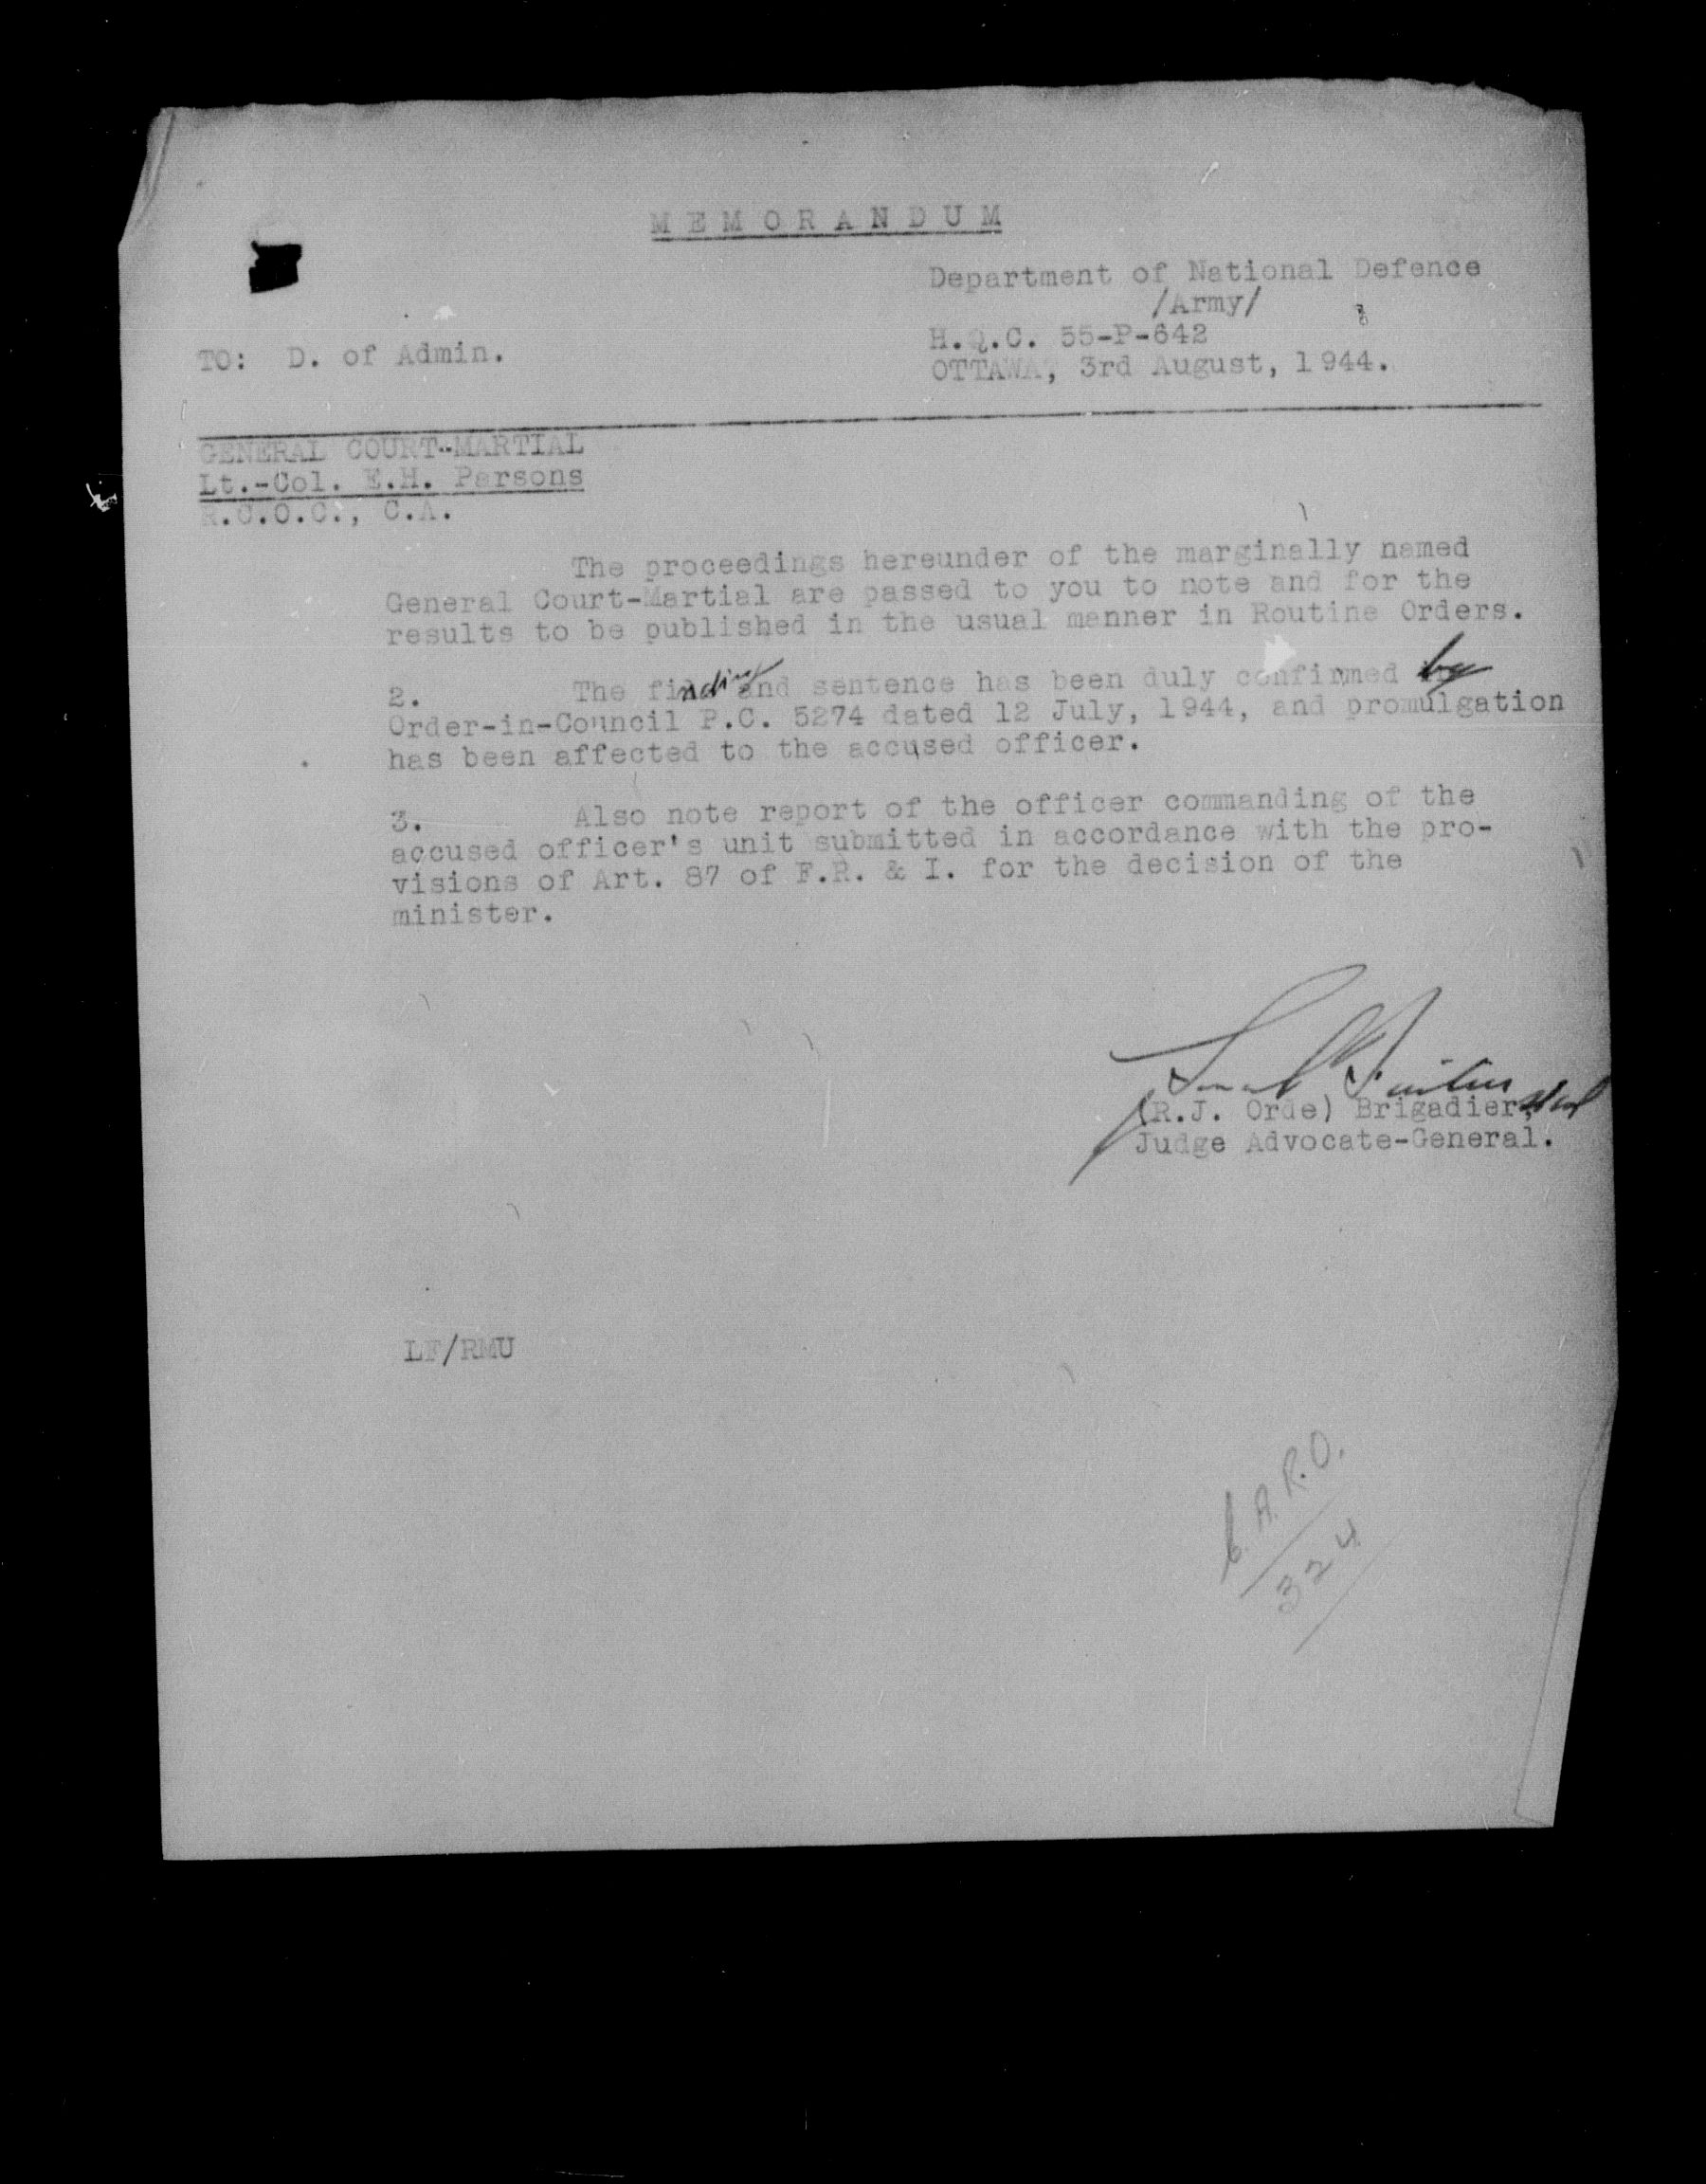 MEMORANDUM
Department of National Defence
/Army/
H.Q.C. 55-P-642
TO: D. of Admin.
OTTAWA, 3rd August, 1944.
GENERAL COURT-MARTIAL
Lt.-Col. E.H. Parsons
R.C.O.C., C.A.
The proceedings hereunder of the marginally named
General Court-Martial are passed to you to note and for the
results to be published in the usual manner in Routine Orders.
2. The finding and sentence has been duly confirmed by
Order-in-Council P.C. 5274 dated 12 July, 1944, and promulgation
has been affected to the accused officer.
3. Also note report of the officer commanding of the
accused officer's unit submitted in accordance with the pro-
visions of Art. 87 of F.R. & I. for the decision of the
minister.
(R.J. Orde) Brigadier,
Judge Advocate-General.
LF/RMU
C.A.R.O.
324